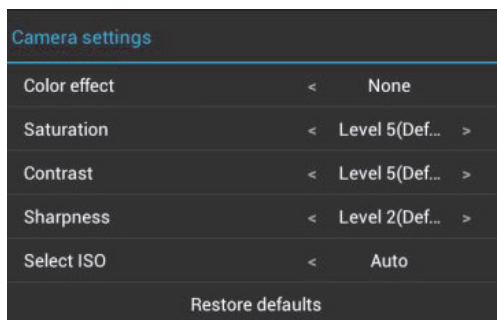 Camera settings
Color effect < None
Saturation < Level 5(Def... >
Contrast < Level 5(Def... >
Sharpness < Level 2(Def... >
Select ISO < Auto
Restore defaults